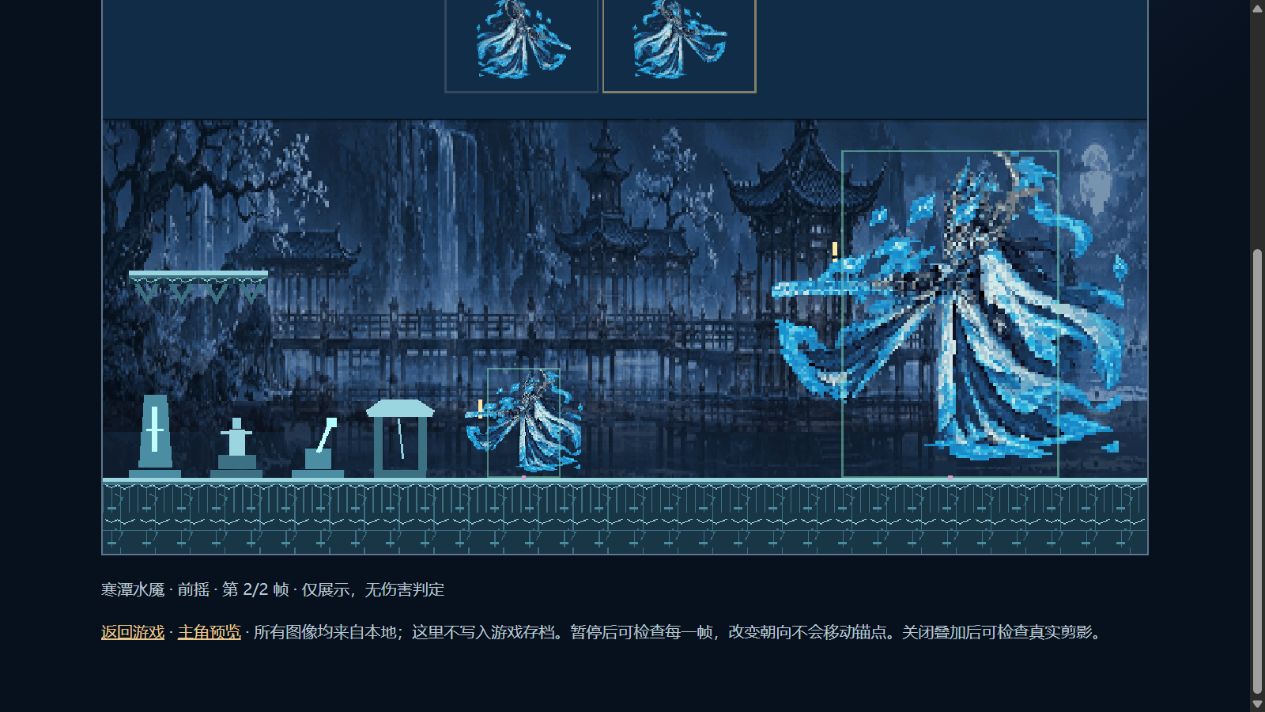 寒潭水魇 · 前摇 · 第 2/2 帧 · 仅展示，无伤害判定
返回游戏 · 主角预览 · 所有图像均来自本地；这里不写入游戏存档。暂停后可检查每一帧，改变朝向不会移动锚点。关闭叠加后可检查真实剪影。